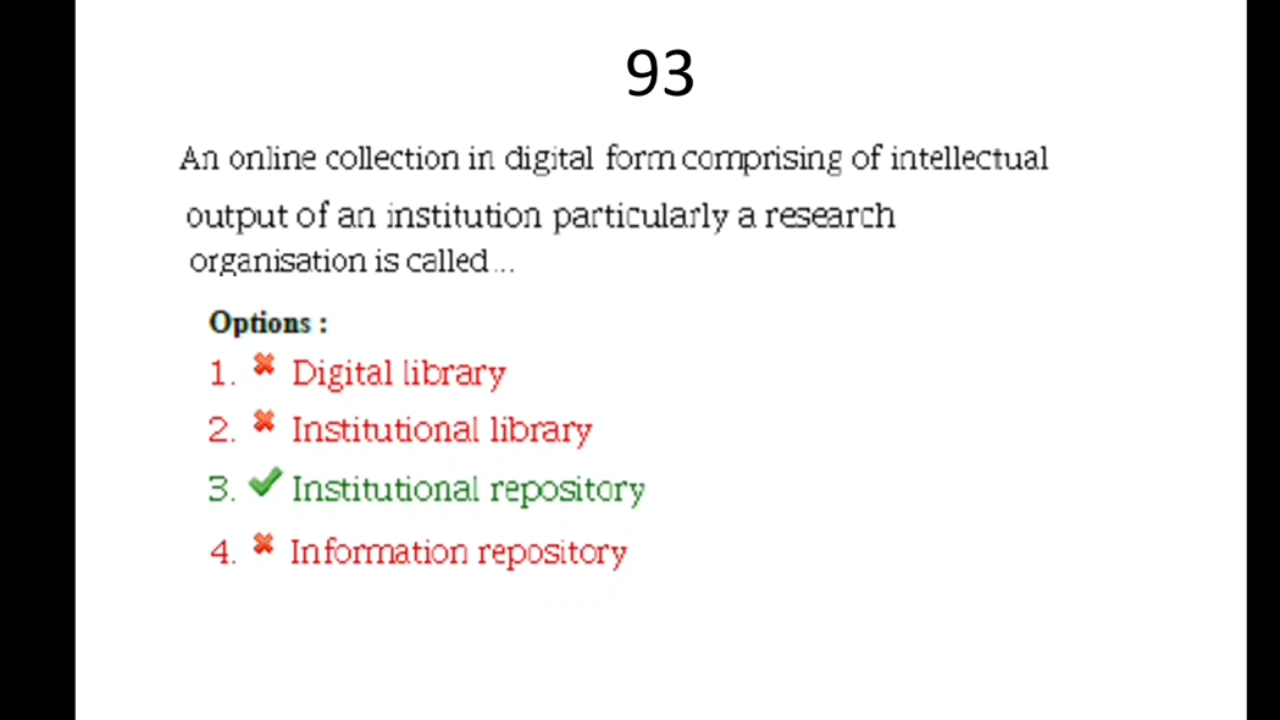 93
An online collection in digital form comprising of intellectual
output of an institution particularly a research
organisation is called...
Options :
1. Digital library
2. Institutional library
3. Institutional repository
4. Information repository